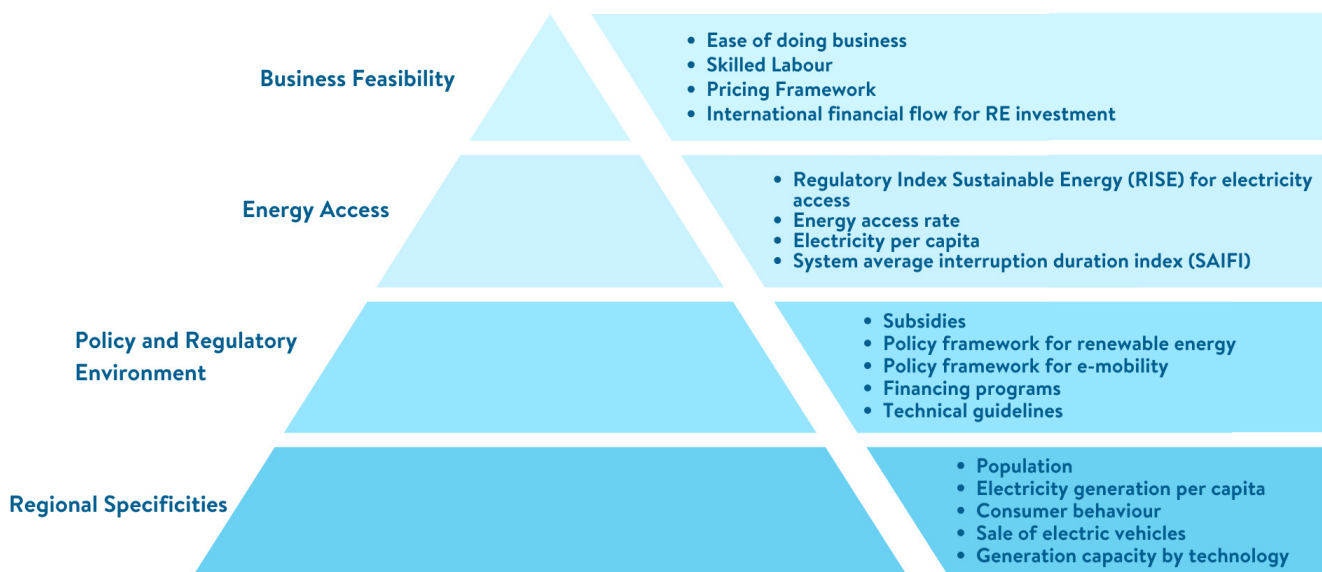 Business Feasibility
• Ease of doing business
• Skilled Labour
• Pricing Framework
• International financial flow for RE investment
Energy Access
• Regulatory Index Sustainable Energy (RISE) for electricity
access
• Energy access rate
• Electricity per capita
• System average interruption duration index (SAIFI)
Policy and Regulatory
Environment
• Subsidies
• Policy framework for renewable energy
• Policy framework for e-mobility
• Financing programs
• Technical guidelines
Regional Specificities
• Population
• Electricity generation per capita
• Consumer behaviour
• Sale of electric vehicles
• Generation capacity by technology